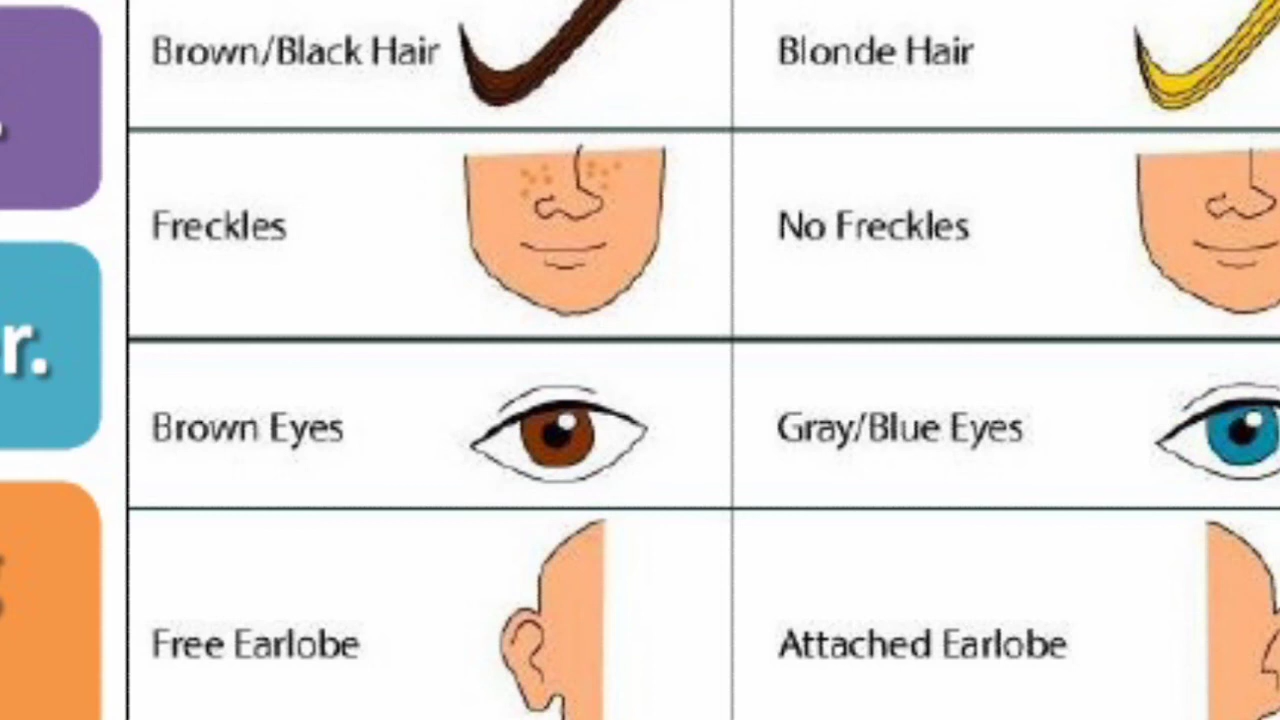 Brown/Black Hair
Blonde Hair
Freckles
No Freckles
r.
Brown Eyes
Gray/Blue Eyes
Free Earlobe
Attached Earlobe